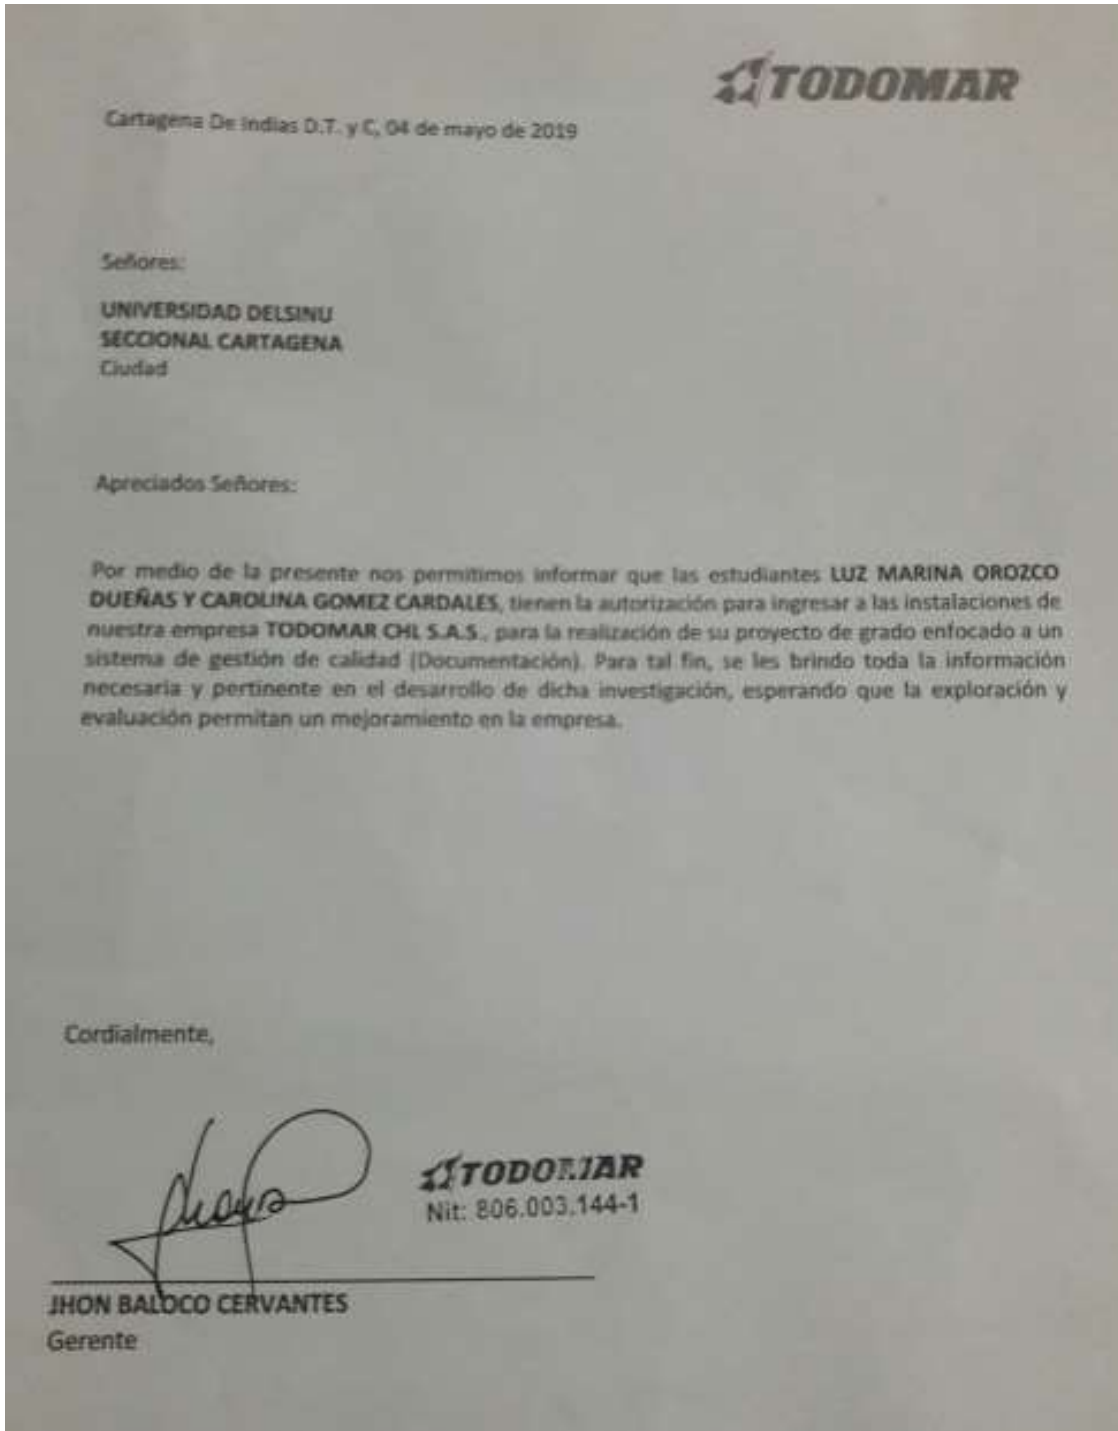 TODOMAR
Cartagena De Indias D.T. y C, 04 de mayo de 2019
Señores:
UNIVERSIDAD DELSINU
SECCIONAL CARTAGENA
Ciudad
Apreciados Señores:
Por medio de la presente nos permitimos informar que las estudiantes LUZ MARINA OROZCO
DUEÑAS Y CAROLINA GOMEZ CARDALES, tienen la autorización para ingresar a las instalaciones de
nuestra empresa TODOMAR CHL S.A.S., para la realización de su proyecto de grado enfocado a un
sistema de gestión de calidad (Documentación). Para tal fin, se les brindo toda la información
necesaria y pertinente en el desarrollo de dicha investigación, esperando que la exploración y
evaluación permitan un mejoramiento en la empresa.
Cordialmente,
TODOMAR
Nit: 806.003.144-1
JHON BALOCO CERVANTES
Gerente